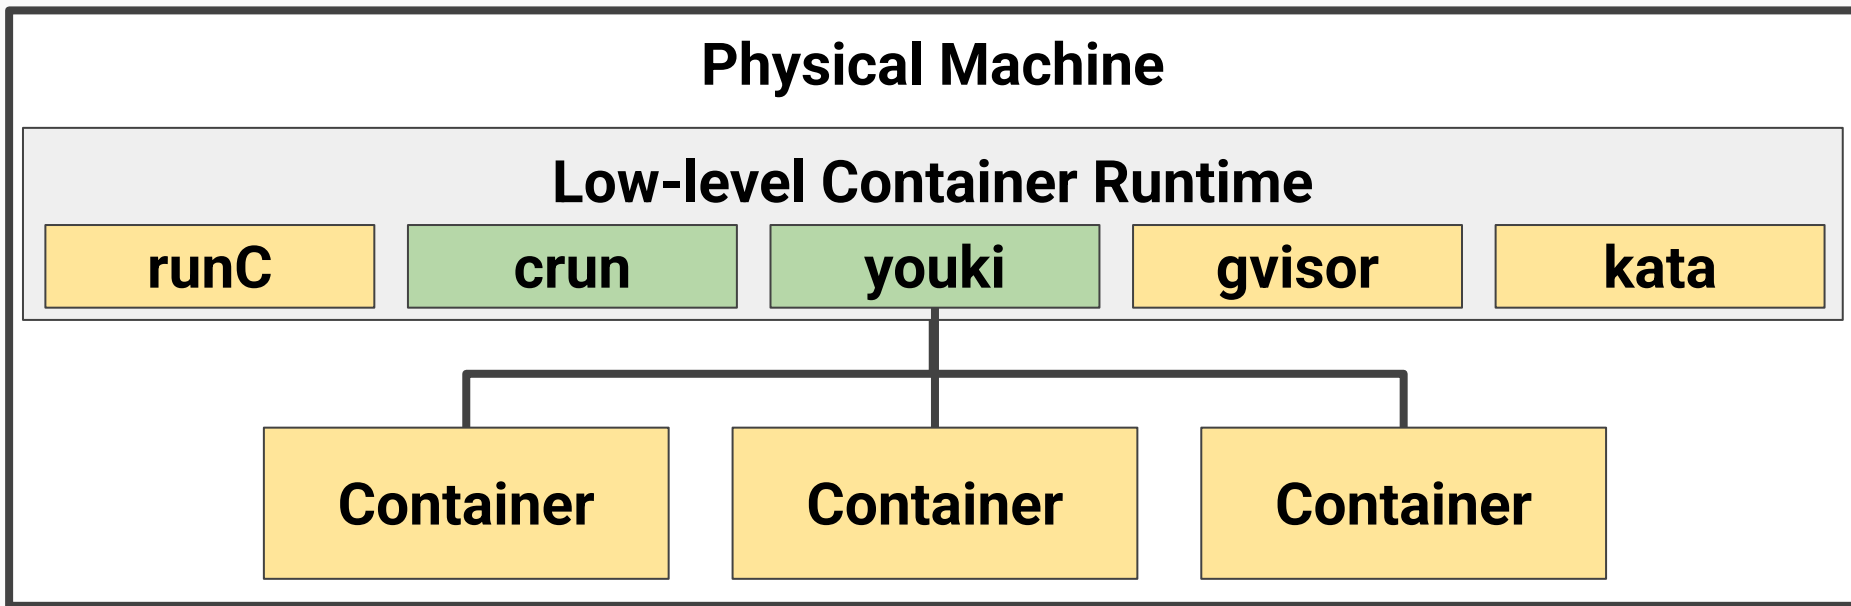 Physical Machine
Low-level Container Runtime
runC crun youki gvisor kata
Container Container Container